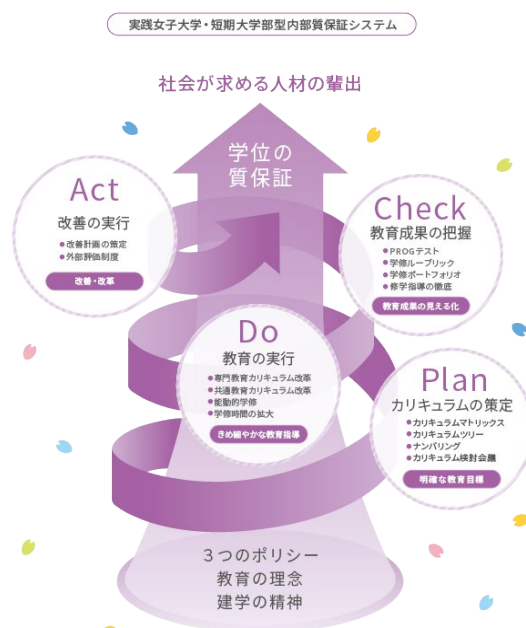 実践女子大学・短期大学部型内部質保証システム
社会が求める人材の輩出
学位の
質保証
Act
改善の実行
●改善計画の策定
●外部評価制度
改善・改革
Check
教育成果の把握
●PROGテスト
●学修ルーブリック
●学修ポートフォリオ
●修学指導の徹底
教育成果の見える化
Do
教育の実行
●専門教育カリキュラム改革
●共通教育カリキュラム改革
●能動的学修
●学修時間の拡大
きめ細やかな教育指導
Plan
カリキュラムの策定
●カリキュラムマトリックス
●カリキュラムツリー
●ナンバリング
●カリキュラム検討会議
明確な教育目標
3つのポリシー
教育の理念
建学の精神